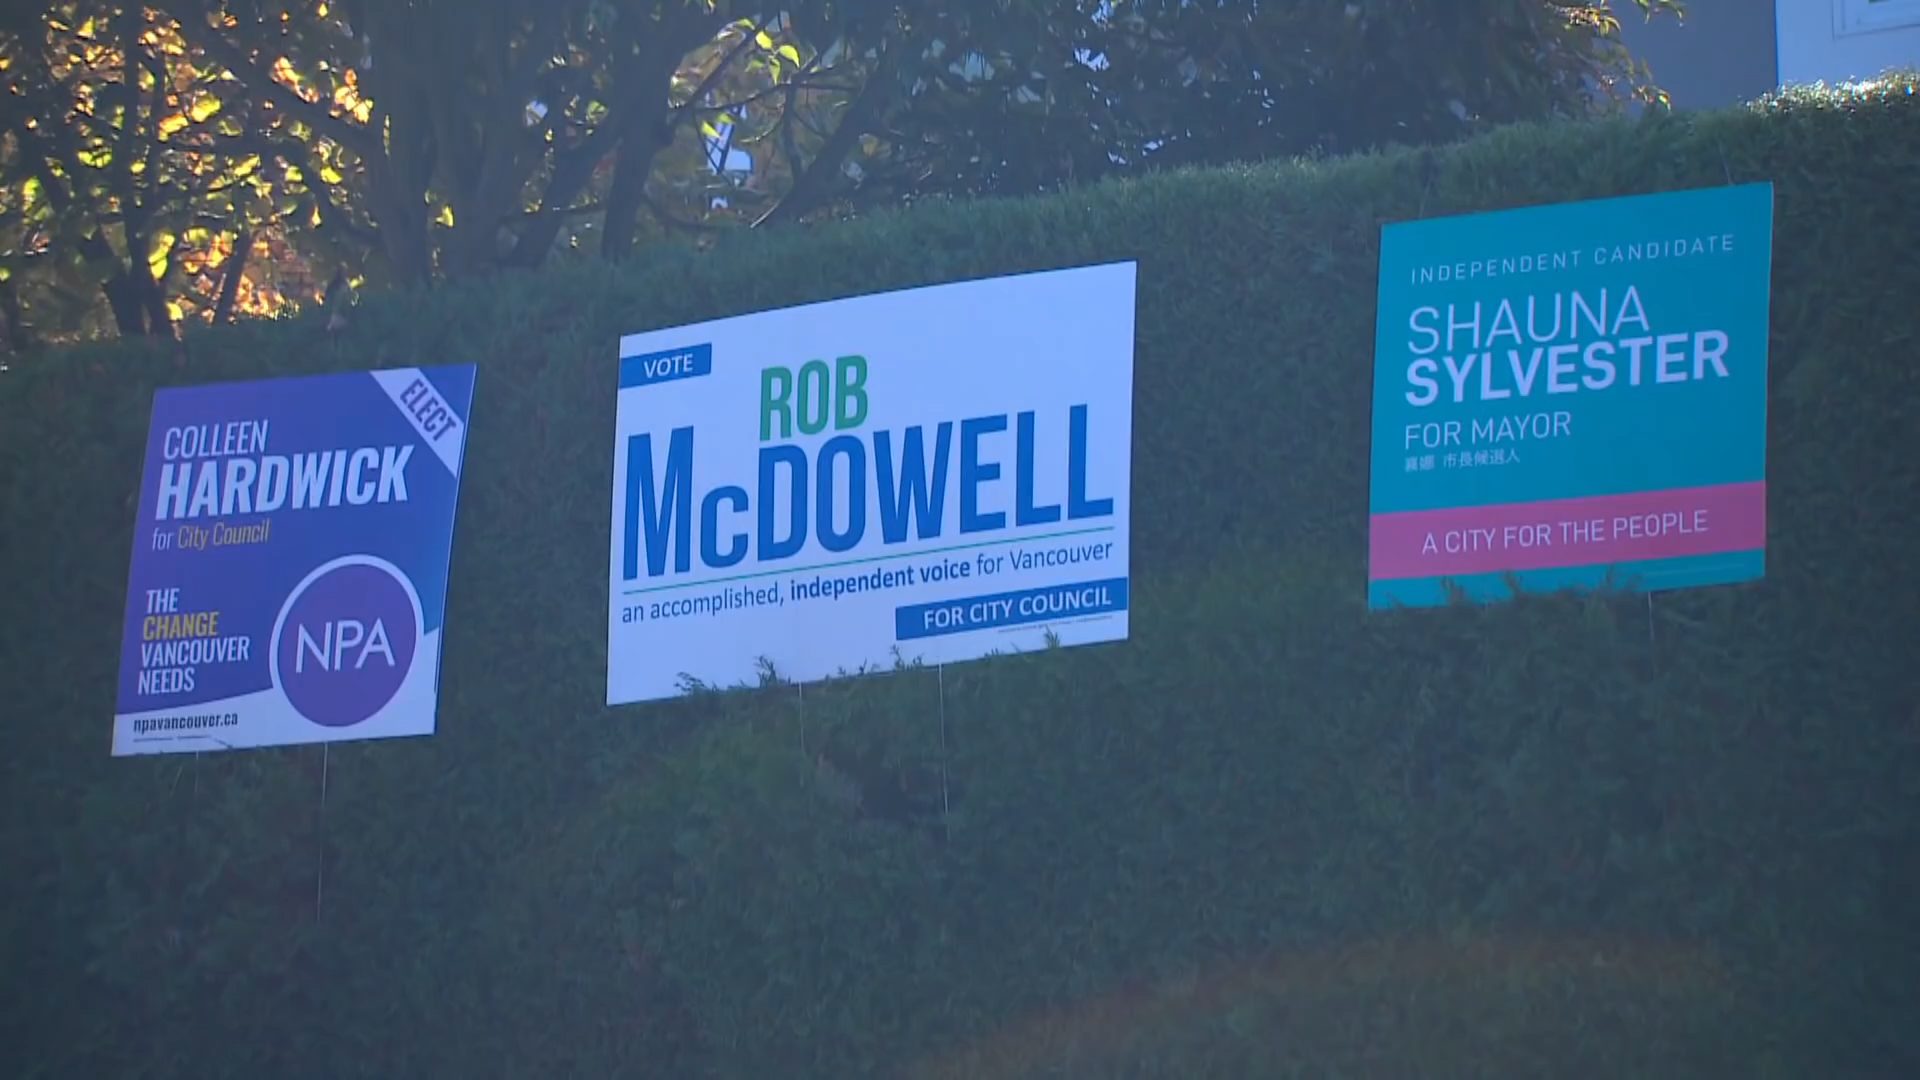 ELECT
COLLEEN
HARDWICK
for City Council
THE
CHANGE
VANCOUVER
NEEDS
NPA
npavancouver.ca
VOTE
ROB
McDOWELL
an accomplished, independent voice for Vancouver
FOR CITY COUNCIL
INDEPENDENT CANDIDATE
SHAUNA
SYLVESTER
FOR MAYOR
市長候選人
A CITY FOR THE PEOPLE